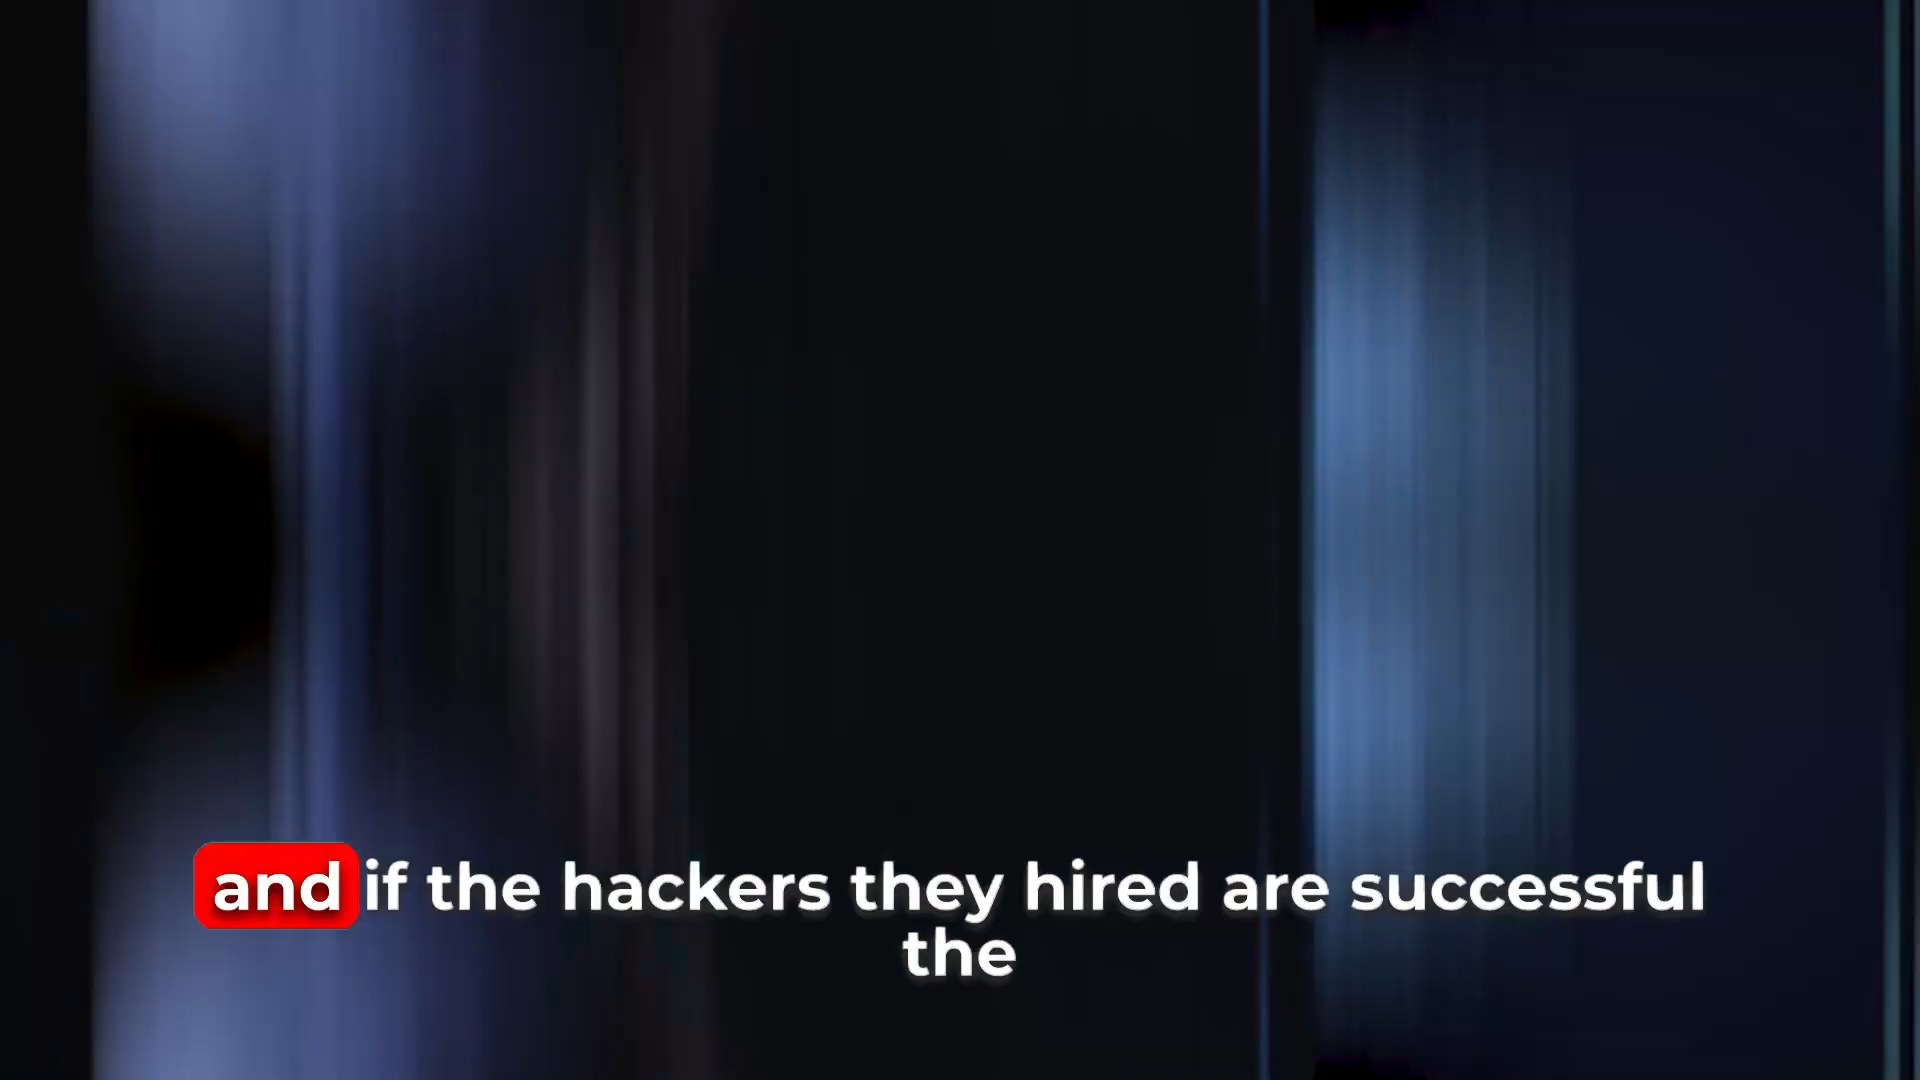 and if the hackers they hired are successful
the